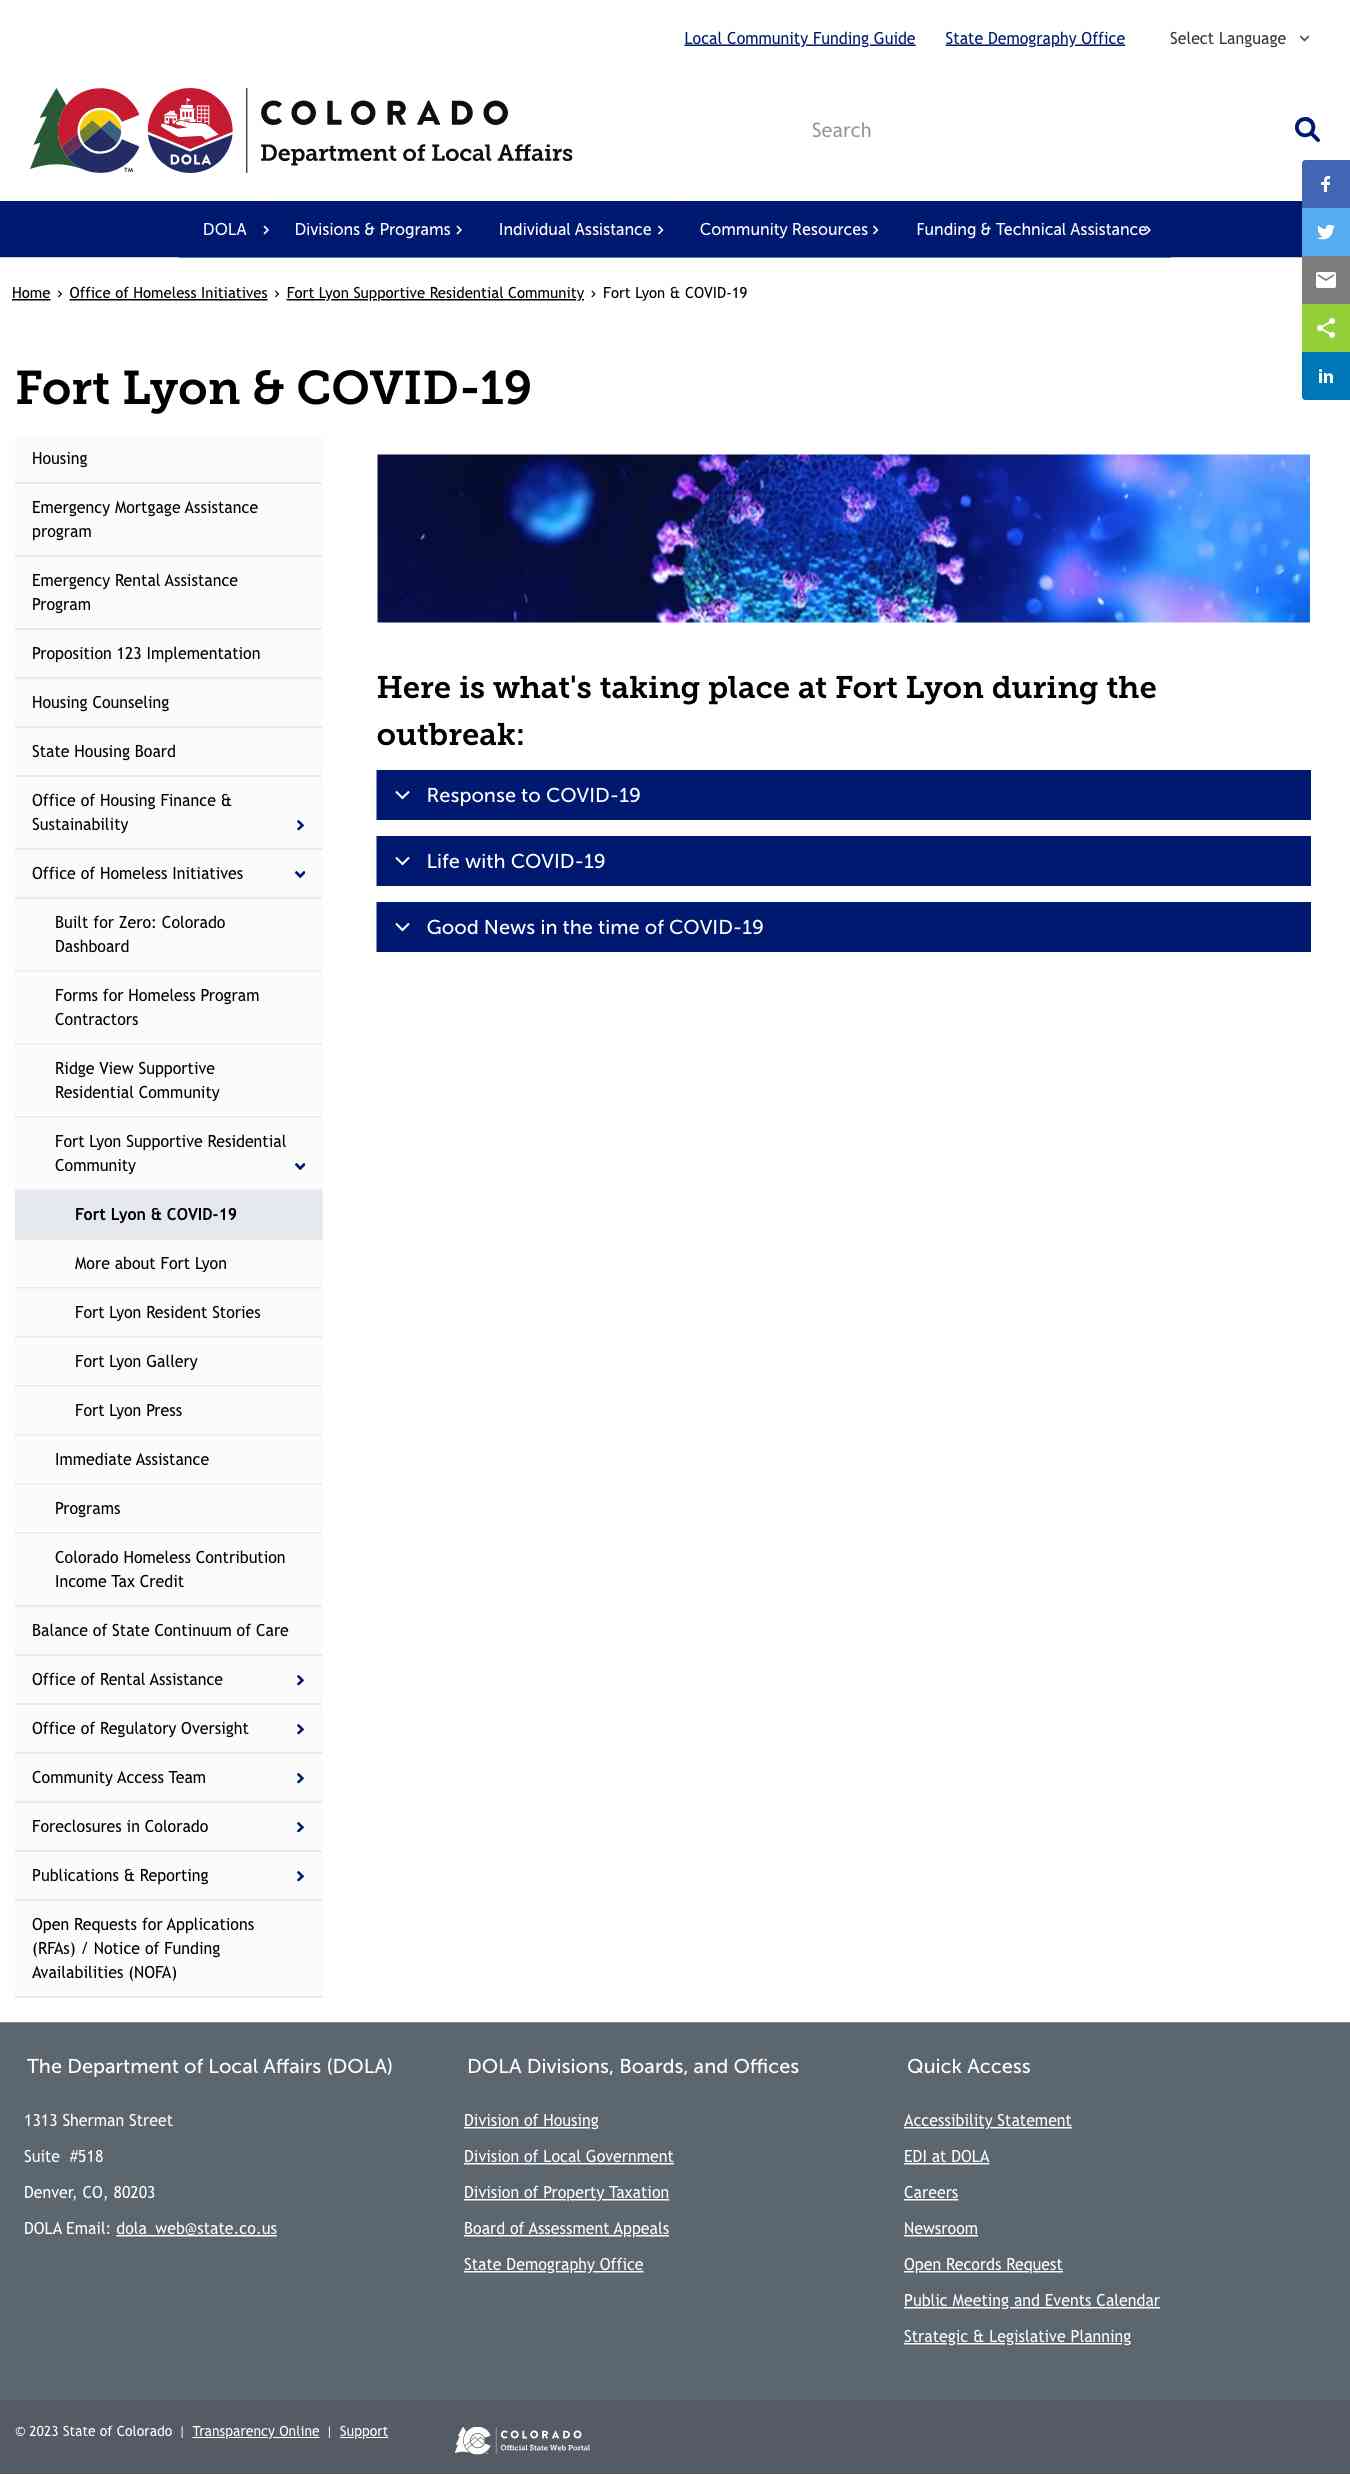 Local Community Funding Guide State Demography Office Select Language
COLORADO
Department of Local Affairs
DOLA
TM
Search
DOLA Divisions & Programs Individual Assistance Community Resources Funding & Technical Assistance
Home › Office of Homeless Initiatives › Fort Lyon Supportive Residential Community › Fort Lyon & COVID-19
Fort Lyon & COVID-19
Housing
Emergency Mortgage Assistance
program
Emergency Rental Assistance
Program
Proposition 123 Implementation
Housing Counseling
State Housing Board
Office of Housing Finance &
Sustainability
Office of Homeless Initiatives
Built for Zero: Colorado
Dashboard
Forms for Homeless Program
Contractors
Ridge View Supportive
Residential Community
Fort Lyon Supportive Residential
Community
Fort Lyon & COVID-19
More about Fort Lyon
Fort Lyon Resident Stories
Fort Lyon Gallery
Fort Lyon Press
Immediate Assistance
Programs
Colorado Homeless Contribution
Income Tax Credit
Balance of State Continuum of Care
Office of Rental Assistance
Office of Regulatory Oversight
Community Access Team
Foreclosures in Colorado
Publications & Reporting
Open Requests for Applications
(RFAs) / Notice of Funding
Availabilities (NOFA)
Here is what's taking place at Fort Lyon during the
outbreak:
Response to COVID-19
Life with COVID-19
Good News in the time of COVID-19
The Department of Local Affairs (DOLA)
1313 Sherman Street
Suite #518
Denver, CO, 80203
DOLA Email: dola_web@state.co.us
DOLA Divisions, Boards, and Offices
Division of Housing
Division of Local Government
Division of Property Taxation
Board of Assessment Appeals
State Demography Office
Quick Access
Accessibility Statement
EDI at DOLA
Careers
Newsroom
Open Records Request
Public Meeting and Events Calendar
Strategic & Legislative Planning
© 2023 State of Colorado | Transparency Online | Support
COLORADO
Official State Web Portal